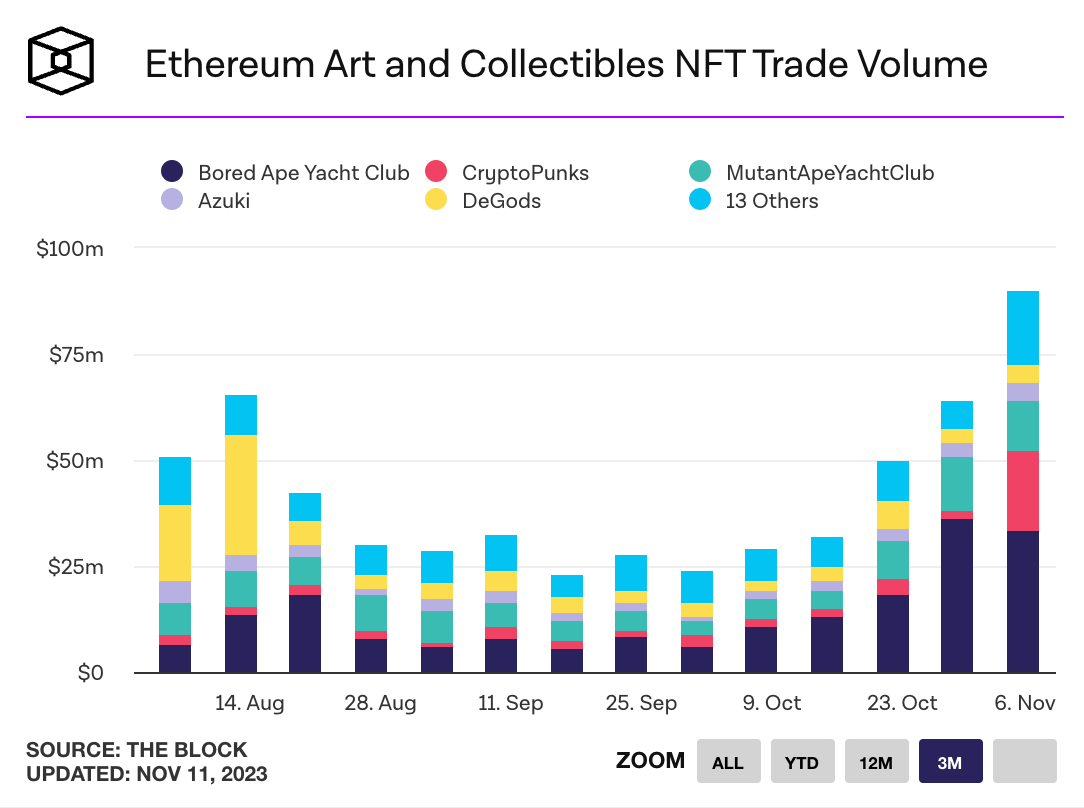 Ethereum Art and Collectibles NFT Trade Volume
Bored Ape Yacht Club CryptoPunks MutantApeYachtClub
Azuki DeGods 13 Others
$100m
$75m
$50m
$25m
$0
14. Aug 28. Aug 11. Sep 25. Sep 9. Oct 23. Oct 6. Nov
SOURCE: THE BLOCK
UPDATED: NOV 11, 2023
ZOOM ALL YTD 12M 3M